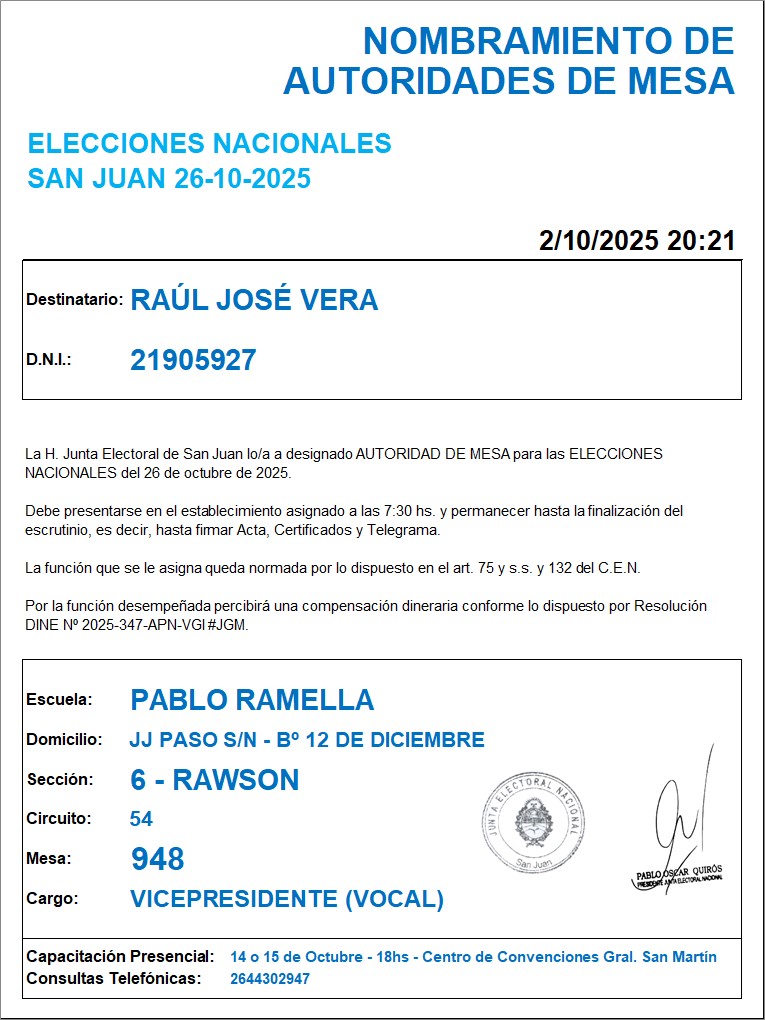 NOMBRAMIENTO DE
AUTORIDADES DE MESA
ELECCIONES NACIONALES
SAN JUAN 26-10-2025
2/10/2025 20:21
Destinatario: RAÚL JOSÉ VERA
D.N.I.: 21905927
La H. Junta Electoral de San Juan lo/a a designado AUTORIDAD DE MESA para las ELECCIONES
NACIONALES del 26 de octubre de 2025.
Debe presentarse en el establecimiento asignado a las 7:30 hs. y permanecer hasta la finalización del
escrutinio, es decir, hasta firmar Acta, Certificados y Telegrama.
La función que se le asigna queda normada por lo dispuesto en el art. 75 y s.s. y 132 del C.E.N.
Por la función desempeñada percibirá una compensación dineraria conforme lo dispuesto por Resolución
DINE Nº 2025-347-APN-VGI#JGM.
Escuela: PABLO RAMELLA
Domicilio: JJ PASO S/N - Bº 12 DE DICIEMBRE
Sección: 6 - RAWSON
Circuito: 54
Mesa: 948
Cargo: VICEPRESIDENTE (VOCAL)
JUNTA ELECTORAL NACIONAL
San Juan
PABLO OSCAR QUIRÓS
PRESIDENTE JUNTA ELECTORAL NACIONAL
Capacitación Presencial: 14 o 15 de Octubre - 18hs - Centro de Convenciones Gral. San Martín
Consultas Telefónicas: 2644302947